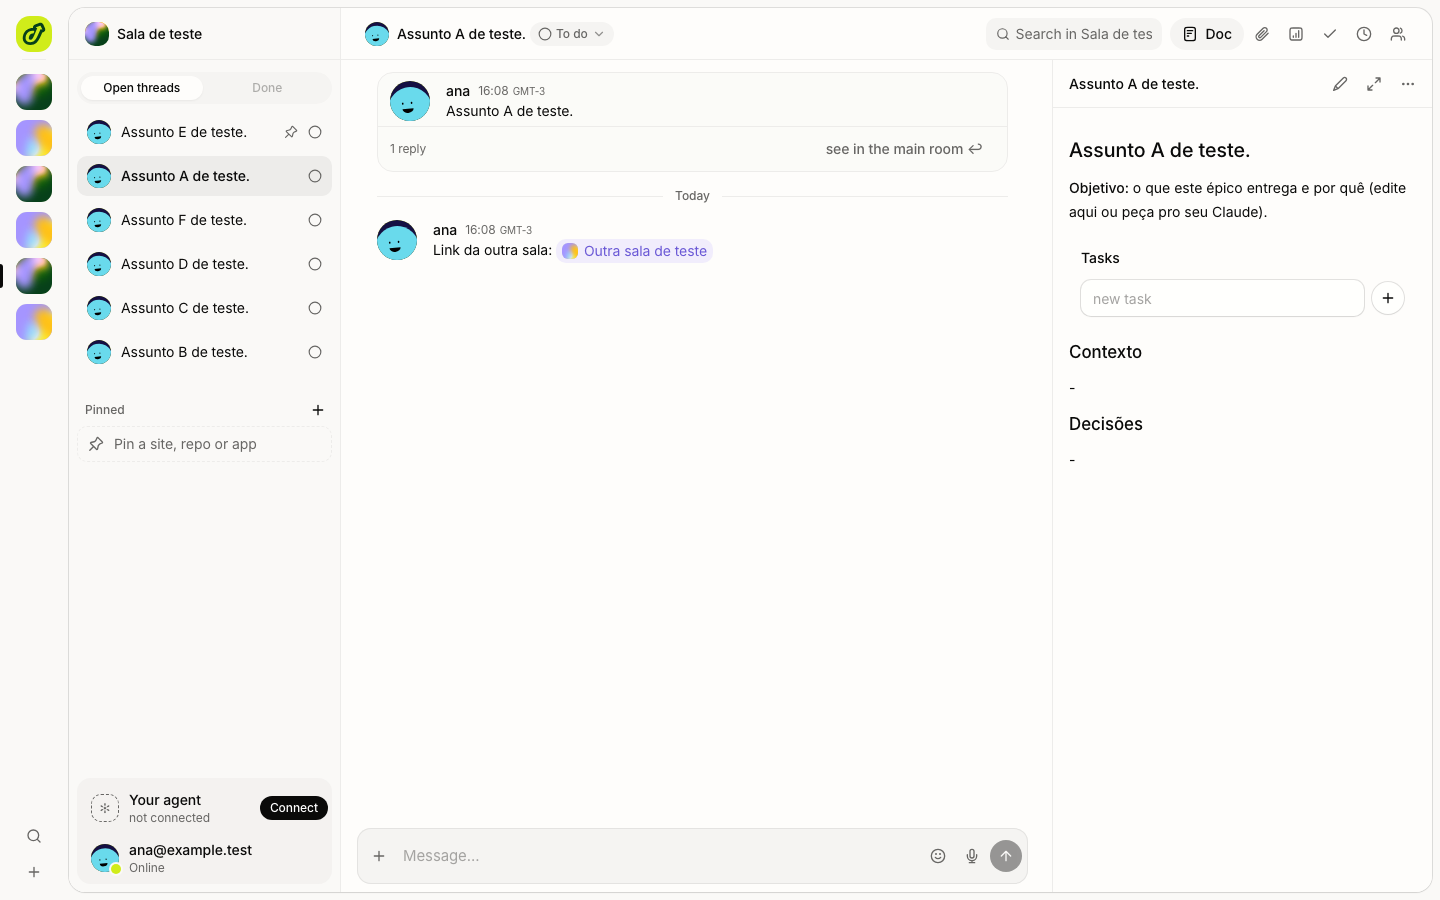 Sala de teste
Open threads
Done
Assunto E de teste.
Assunto A de teste.
Assunto F de teste.
Assunto D de teste.
Assunto C de teste.
Assunto B de teste.
Pinned
Pin a site, repo or app
Your agent
not connected
Connect
ana@example.test
Online
Assunto A de teste.
To do
Search in Sala de tes
Doc
ana 16:08 GMT-3
Assunto A de teste.
1 reply
see in the main room
Today
ana 16:08 GMT-3
Link da outra sala: Outra sala de teste
Message...
Assunto A de teste.
Assunto A de teste.
Objetivo: o que este épico entrega e por quê (edite
aqui ou peça pro seu Claude).
Tasks
new task
Contexto
-
Decisões
-